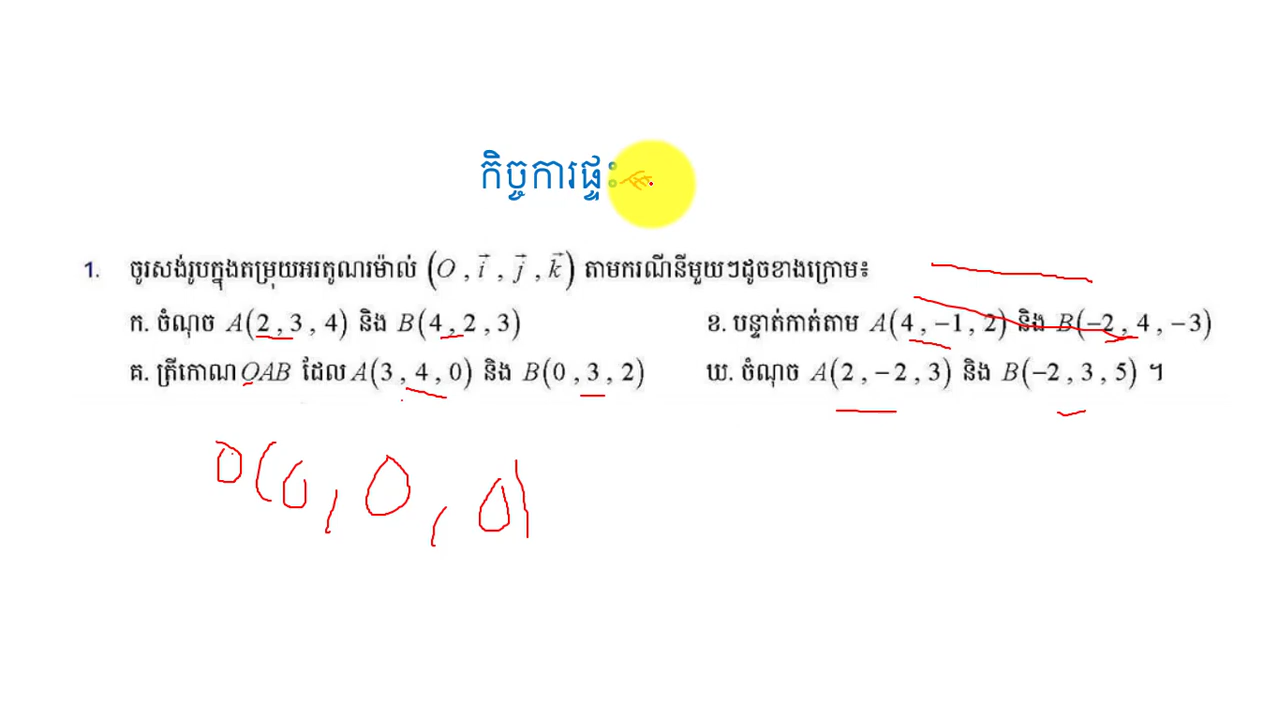 កិច្ចការផ្ទះ
1. ចូរសង់រូបក្នុងតម្រុយអរតូណរម៉ាល់ (O , i⃗ , j⃗ , k⃗) តាមករណីនីមួយៗដូចខាងក្រោម៖
ក. ចំណុច A(2 , 3 , 4) និង B(4 , 2 , 3) ខ. បន្ទាត់កាត់តាម A(4 , −1 , 2) និង B(−2 , 4 , −3)
គ. ត្រីកោណ OAB ដែល A(3 , 4 , 0) និង B(0 , 3 , 2) ឃ. ចំណុច A(2 , −2 , 3) និង B(−2 , 3 , 5) ។
O(0, 0, 0)